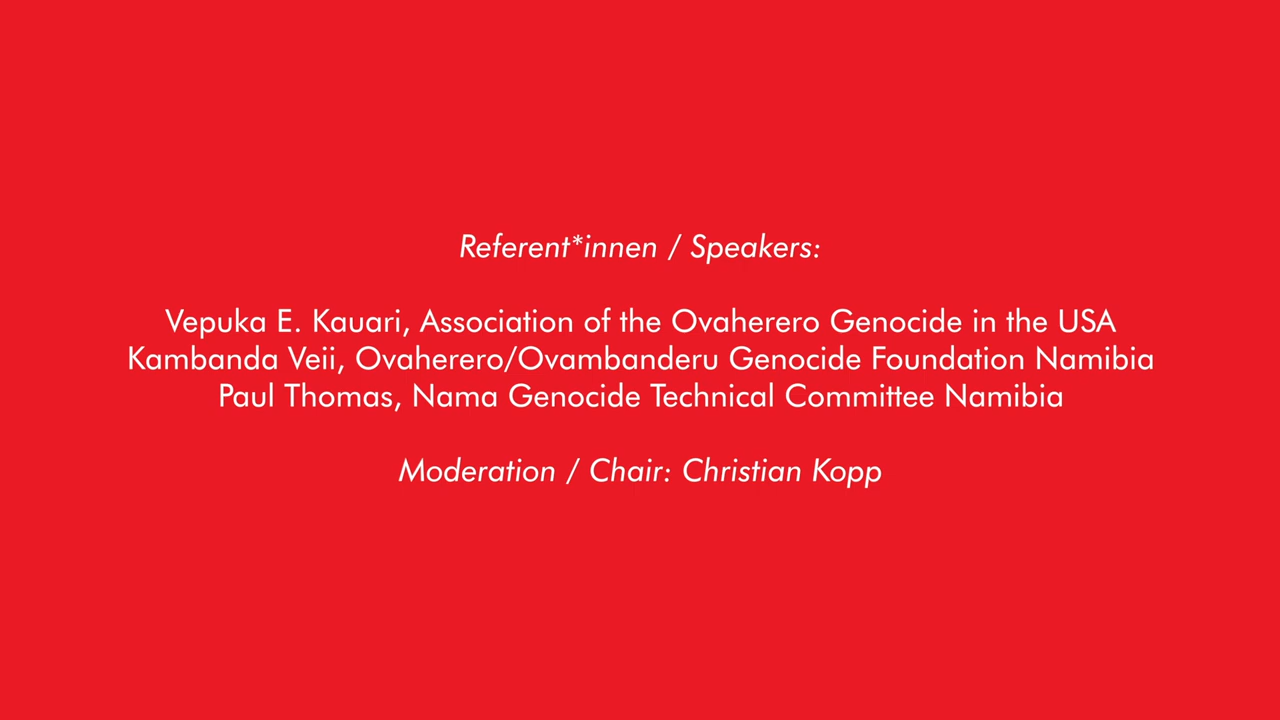 Referent*innen / Speakers:
Vepuka E. Kauari, Association of the Ovaherero Genocide in the USA
Kambanda Veii, Ovaherero/Ovambanderu Genocide Foundation Namibia
Paul Thomas, Nama Genocide Technical Committee Namibia
Moderation / Chair: Christian Kopp